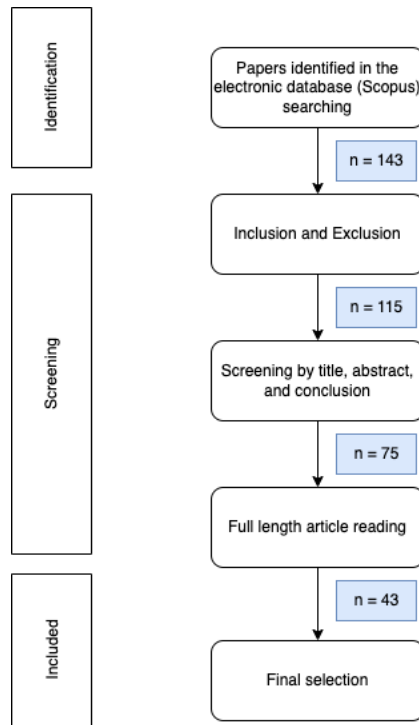 Identification
Papers identified in the
electronic database (Scopus)
searching
n = 143
Screening
Inclusion and Exclusion
n = 115
Screening by title, abstract,
and conclusion
n = 75
Full length article reading
n = 43
Included
Final selection